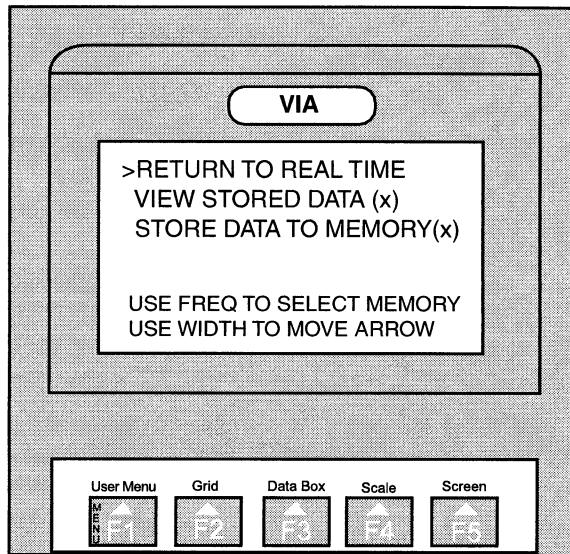 VIA
>RETURN TO REAL TIME
VIEW STORED DATA (x)
STORE DATA TO MEMORY(x)
USE FREQ TO SELECT MEMORY
USE WIDTH TO MOVE ARROW
User Menu Grid Data Box Scale Screen
MENU F1 F2 F3 F4 F5